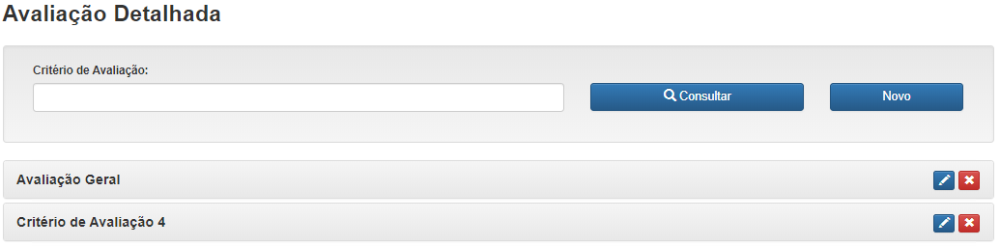 Avaliação Detalhada
Critério de Avaliação:
Consultar
Novo
Avaliação Geral
Critério de Avaliação 4